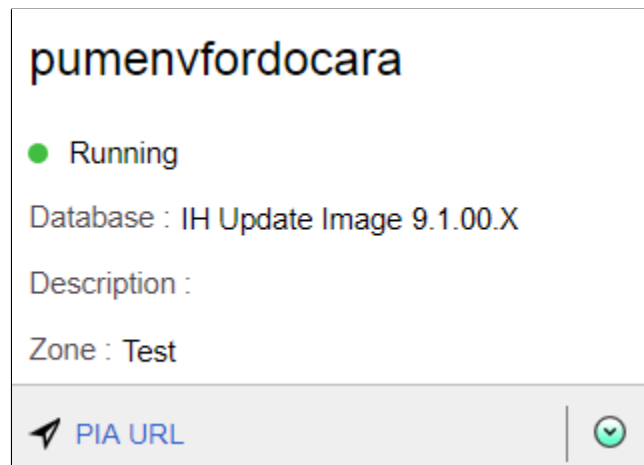 pumenvfordocara
Running
Database : IH Update Image 9.1.00.X
Description :
Zone : Test
PIA URL